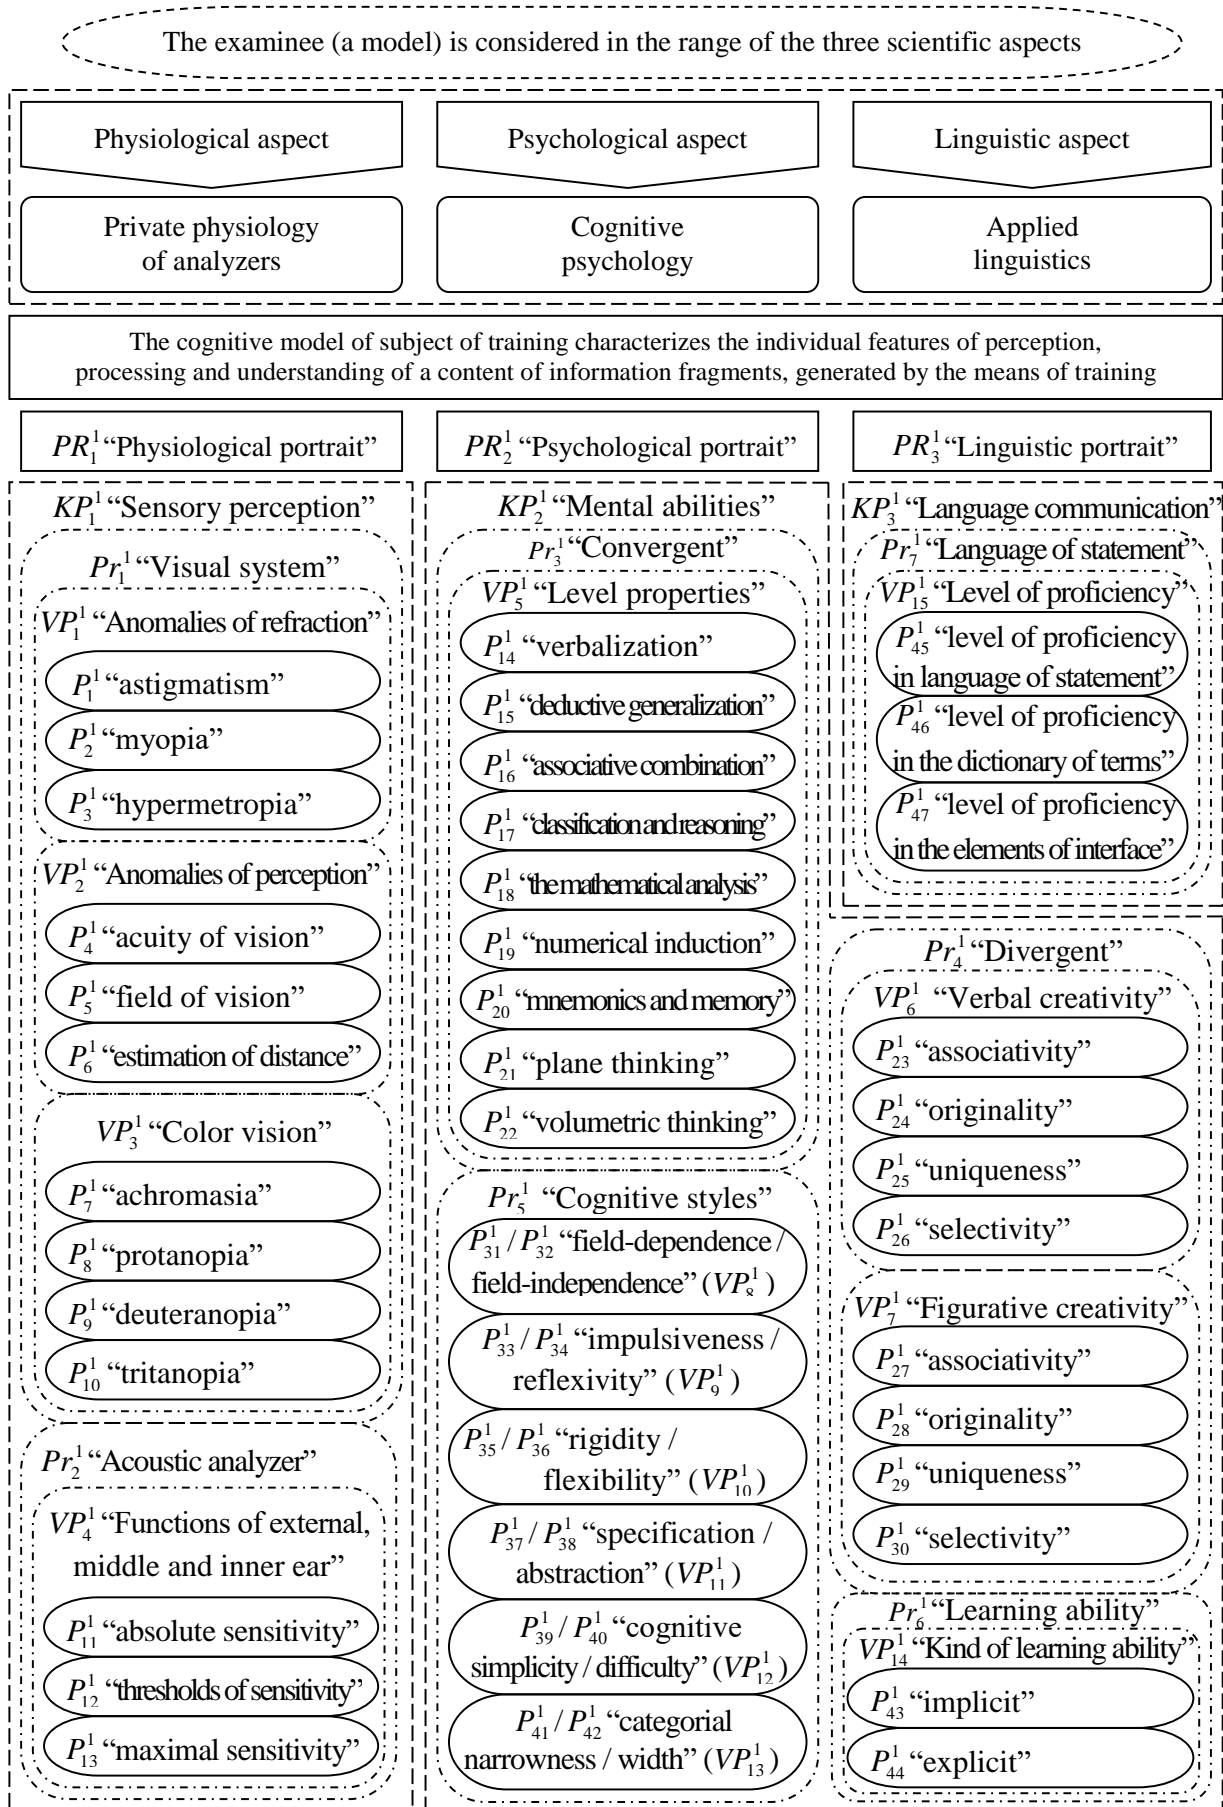 The examinee (a model) is considered in the range of the three scientific aspects
Physiological aspect
Psychological aspect
Linguistic aspect
Private physiology
of analyzers
Cognitive
psychology
Applied
linguistics
The cognitive model of subject of training characterizes the individual features of perception,
processing and understanding of a content of information fragments, generated by the means of training
PR₁¹ “Physiological portrait”
PR₂¹ “Psychological portrait”
PR₃¹ “Linguistic portrait”
KP₁¹ “Sensory perception”
Pr₁¹ “Visual system”
VP₁¹ “Anomalies of refraction”
P₁¹ “astigmatism”
P₂¹ “myopia”
P₃¹ “hypermetropia”
VP₂¹ “Anomalies of perception”
P₄¹ “acuity of vision”
P₅¹ “field of vision”
P₆¹ “estimation of distance”
VP₃¹ “Color vision”
P₇¹ “achromasia”
P₈¹ “protanopia”
P₉¹ “deuteranopia”
P₁₀¹ “tritanopia”
Pr₂¹ “Acoustic analyzer”
VP₄¹ “Functions of external,
middle and inner ear”
P₁₁¹ “absolute sensitivity”
P₁₂¹ “thresholds of sensitivity”
P₁₃¹ “maximal sensitivity”
KP₂¹ “Mental abilities”
Pr₃¹ “Convergent”
VP₅¹ “Level properties”
P₁₄¹ “verbalization”
P₁₅¹ “deductive generalization”
P₁₆¹ “associative combination”
P₁₇¹ “classification and reasoning”
P₁₈¹ “the mathematical analysis”
P₁₉¹ “numerical induction”
P₂₀¹ “mnemonics and memory”
P₂₁¹ “plane thinking”
P₂₂¹ “volumetric thinking”
Pr₅¹ “Cognitive styles”
P₃₁¹ / P₃₂¹ “field-dependence /
field-independence” (VP₈¹)
P₃₃¹ / P₃₄¹ “impulsiveness /
reflexivity” (VP₉¹)
P₃₅¹ / P₃₆¹ “rigidity /
flexibility” (VP₁₀¹)
P₃₇¹ / P₃₈¹ “specification /
abstraction” (VP₁₁¹)
P₃₉¹ / P₄₀¹ “cognitive
simplicity / difficulty” (VP₁₂¹)
P₄₁¹ / P₄₂¹ “categorial
narrowness / width” (VP₁₃¹)
KP₃¹ “Language communication”
Pr₇¹ “Language of statement”
VP₁₅¹ “Level of proficiency”
P₄₅¹ “level of proficiency
in language of statement”
P₄₆¹ “level of proficiency
in the dictionary of terms”
P₄₇¹ “level of proficiency
in the elements of interface”
Pr₄¹ “Divergent”
VP₆¹ “Verbal creativity”
P₂₃¹ “associativity”
P₂₄¹ “originality”
P₂₅¹ “uniqueness”
P₂₆¹ “selectivity”
VP₇¹ “Figurative creativity”
P₂₇¹ “associativity”
P₂₈¹ “originality”
P₂₉¹ “uniqueness”
P₃₀¹ “selectivity”
Pr₆¹ “Learning ability”
VP₁₄¹ “Kind of learning ability”
P₄₃¹ “implicit”
P₄₄¹ “explicit”